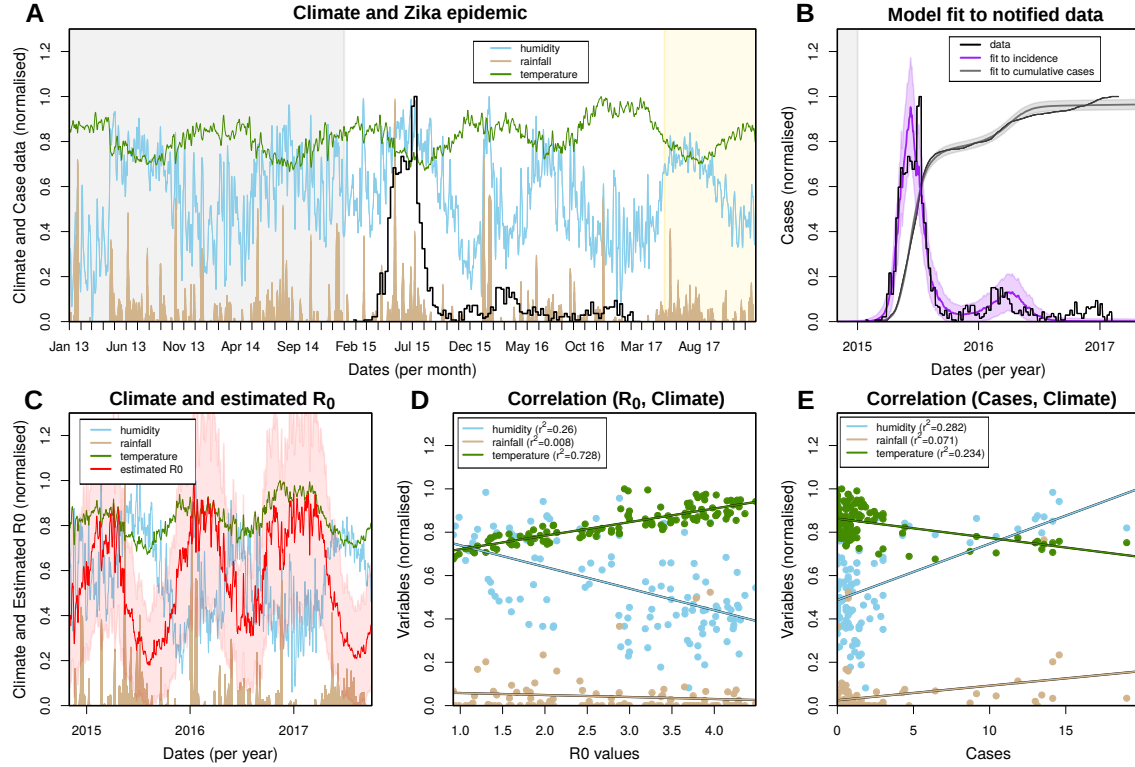 A
Climate and Zika epidemic
Climate and Case data (normalised)
0.0 0.2 0.4 0.6 0.8 1.0 1.2
humidity
rainfall
temperature
Jan 13 Jun 13 Nov 13 Apr 14 Sep 14 Feb 15 Jul 15 Dec 15 May 16 Oct 16 Mar 17 Aug 17
Dates (per month)
B
Model fit to notified data
Cases (normalised)
0.0 0.2 0.4 0.6 0.8 1.0 1.2
data
fit to incidence
fit to cumulative cases
2015 2016 2017
Dates (per year)
C
Climate and estimated R0
Climate and Estimated R0 (normalised)
0.0 0.2 0.4 0.6 0.8 1.0 1.2
humidity
rainfall
temperature
estimated R0
2015 2016 2017
Dates (per year)
D
Correlation (R0, Climate)
Variables (normalised)
0.0 0.2 0.4 0.6 0.8 1.0 1.2
humidity (r2=0.26)
rainfall (r2=0.008)
temperature (r2=0.728)
1.0 1.5 2.0 2.5 3.0 3.5 4.0
R0 values
E
Correlation (Cases, Climate)
Variables (normalised)
0.0 0.2 0.4 0.6 0.8 1.0 1.2
humidity (r2=0.282)
rainfall (r2=0.071)
temperature (r2=0.234)
0 5 10 15
Cases